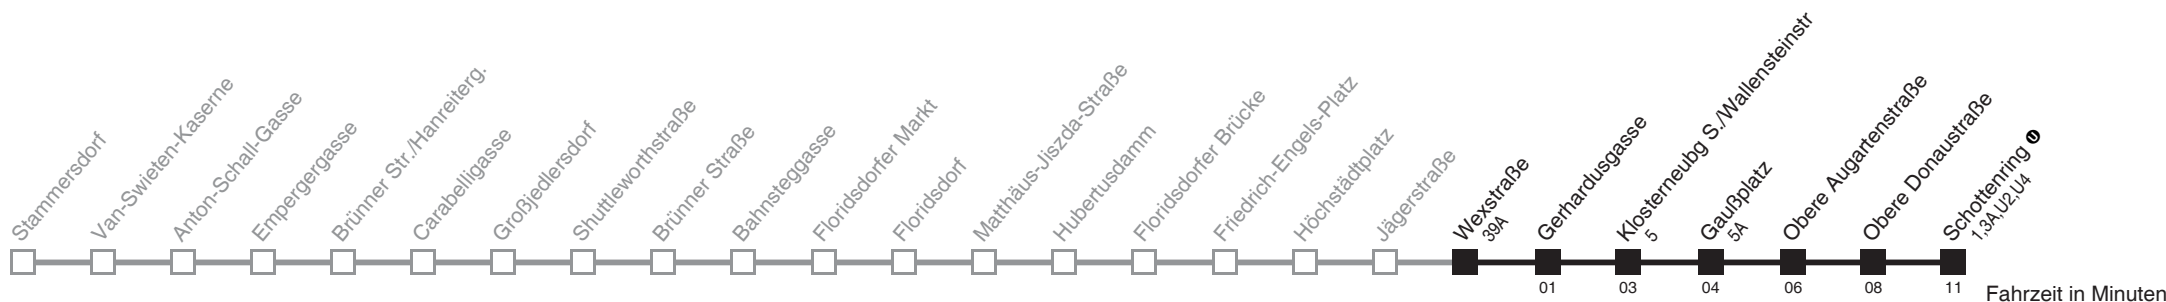 Stammersdorf
Van-Swieten-Kaserne
Anton-Schall-Gasse
Empergergasse
Brünner Str./Hanreiterg.
Carabelligasse
Großjedlersdorf
Shuttleworthstraße
Brünner Straße
Bahnsteggasse
Floridsdorfer Markt
Floridsdorf
Matthäus-Jiszda-Straße
Hubertusdamm
Floridsdorfer Brücke
Friedrich-Engels-Platz
Höchstädtplatz
Jägerstraße
Wexstraße
39A
Gerhardusgasse
Klosterneubg S./Wallensteinstr
5
Gaußplatz
5A
Obere Augartenstraße
Obere Donaustraße
Schottenring U
1,3A,U2,U4
01 03 04 06 08 11 Fahrzeit in Minuten